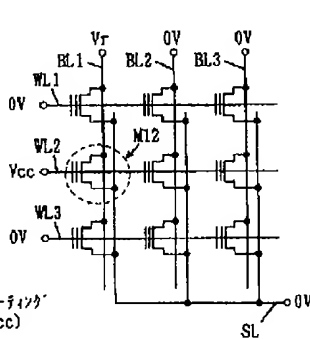 Vr 0V 0V
BL1 BL2 BL3
WL1
0V
M12
WL2
Vcc
WL3
0V
ーティング
cc)
0V
SL